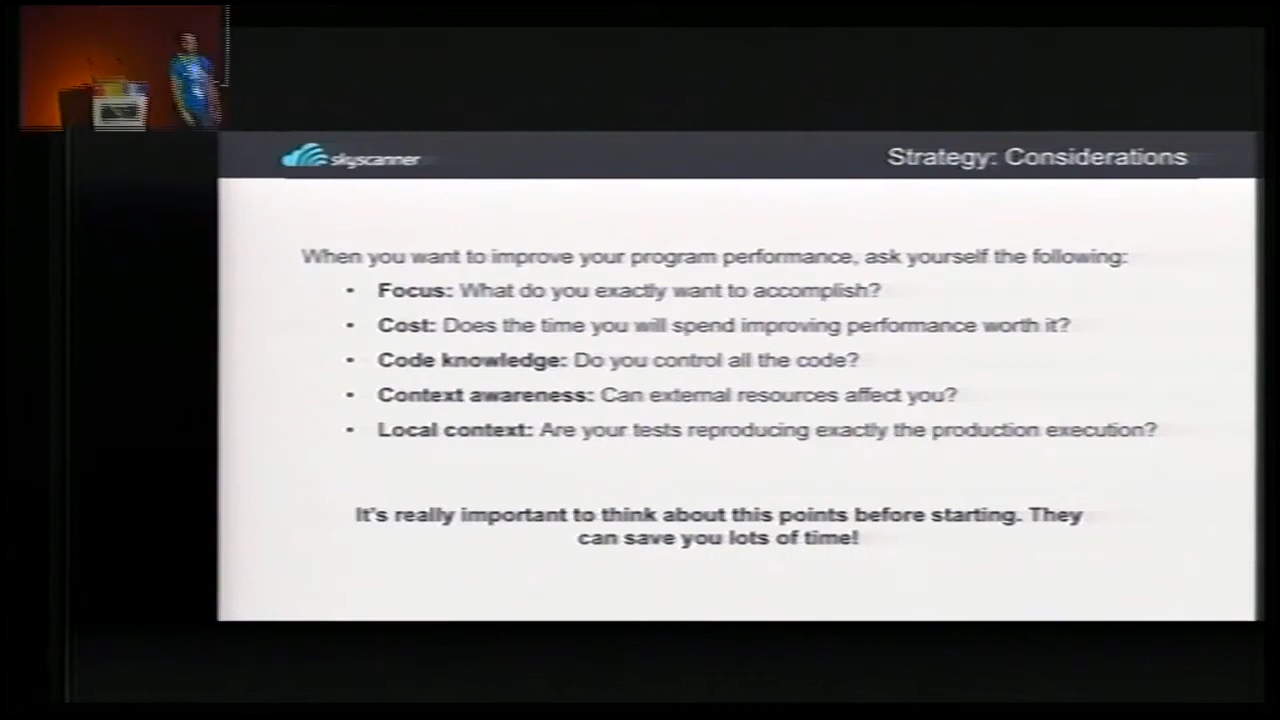 skyscanner
Strategy: Considerations
When you want to improve your program performance, ask yourself the following:
• Focus: What do you exactly want to accomplish?
• Cost: Does the time you will spend improving performance worth it?
• Code knowledge: Do you control all the code?
• Context awareness: Can external resources affect you?
• Local context: Are your tests reproducing exactly the production execution?
It's really important to think about this points before starting. They
can save you lots of time!